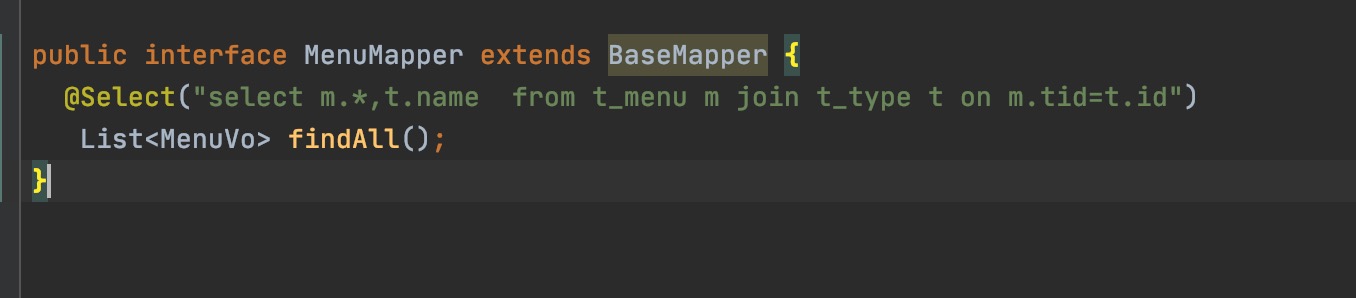 public interface MenuMapper extends BaseMapper {
@Select("select m.*,t.name  from t_menu m join t_type t on m.tid=t.id")
List<MenuVo> findAll();
}